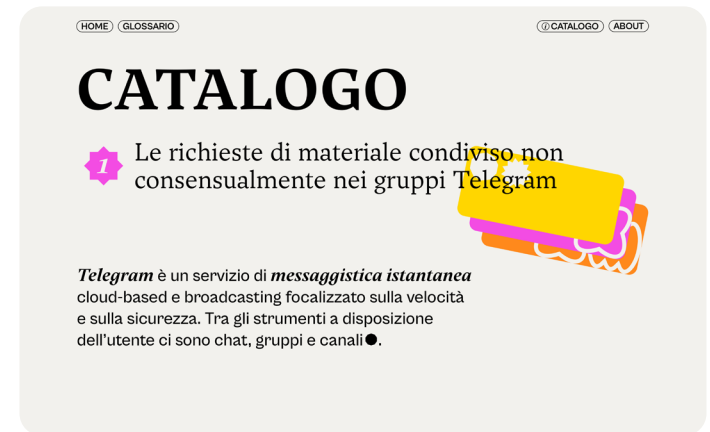 HOME GLOSSARIO CATALOGO ABOUT
CATALOGO
1 Le richieste di materiale condiviso non
consensualmente nei gruppi Telegram
Telegram è un servizio di messaggistica istantanea
cloud-based e broadcasting focalizzato sulla velocità
e sulla sicurezza. Tra gli strumenti a disposizione
dell'utente ci sono chat, gruppi e canali●.